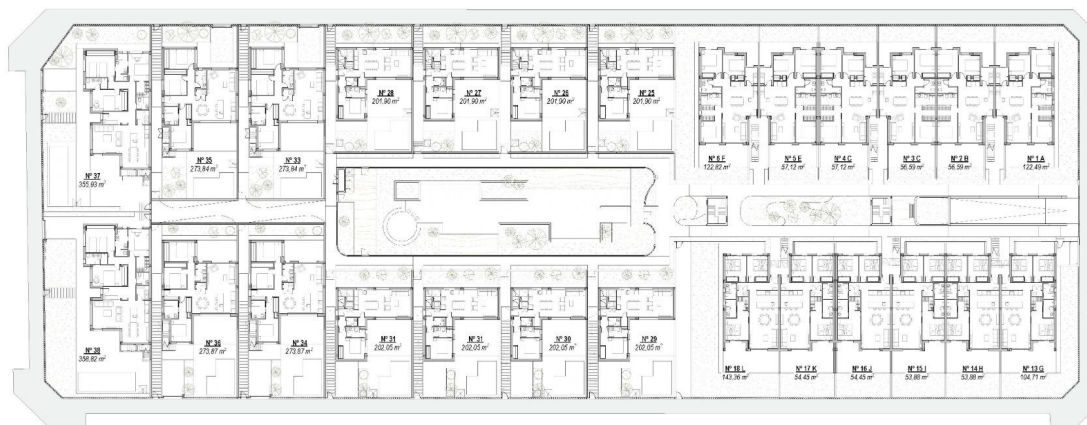 Nº 28
201,90 m²
Nº 27
201,90 m²
Nº 26
201,90 m²
Nº 25
201,90 m²
Nº 35
273,84 m²
Nº 33
273,84 m²
Nº 37
355,93 m²
Nº 6 F
122,82 m²
Nº 5 E
57,12 m²
Nº 4 C
57,12 m²
Nº 3 C
56,59 m²
Nº 2 B
56,59 m²
Nº 1 A
122,49 m²
Nº 38
358,82 m²
Nº 36
273,87 m²
Nº 34
273,87 m²
Nº 31
202,05 m²
Nº 31
202,05 m²
Nº 30
202,05 m²
Nº 29
202,05 m²
Nº 18 L
143,36 m²
Nº 17 K
54,45 m²
Nº 16 J
54,45 m²
Nº 15 I
53,88 m²
Nº 14 H
53,88 m²
Nº 13 G
104,71 m²